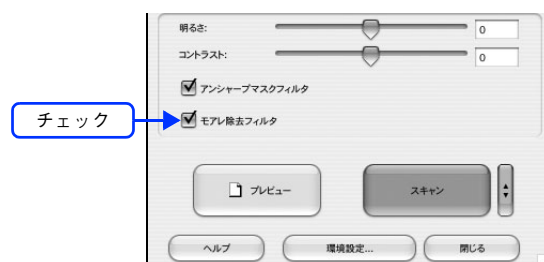 明るさ: 0
コントラスト: 0
アンシャープマスクフィルタ
チェック
モアレ除去フィルタ
プレビュー スキャン
ヘルプ 環境設定... 閉じる